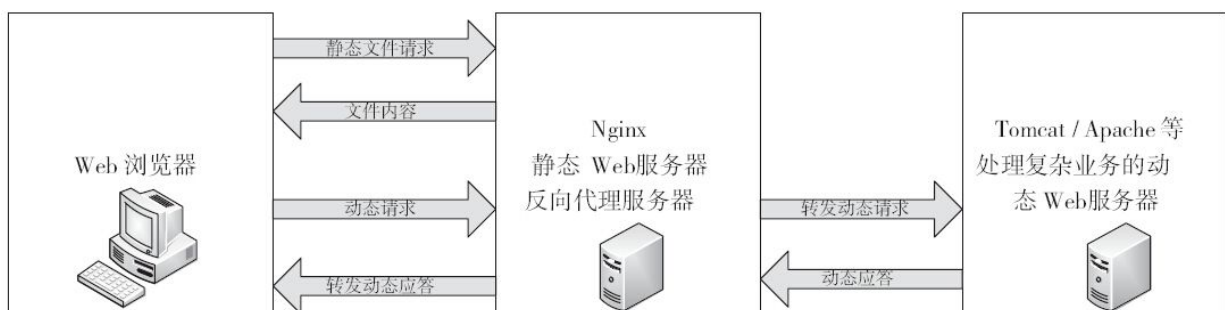 静态文件请求
文件内容
Web 浏览器
动态请求
转发动态应答
Nginx
静态 Web服务器
反向代理服务器
转发动态请求
动态应答
Tomcat / Apache 等
处理复杂业务的动
态 Web服务器